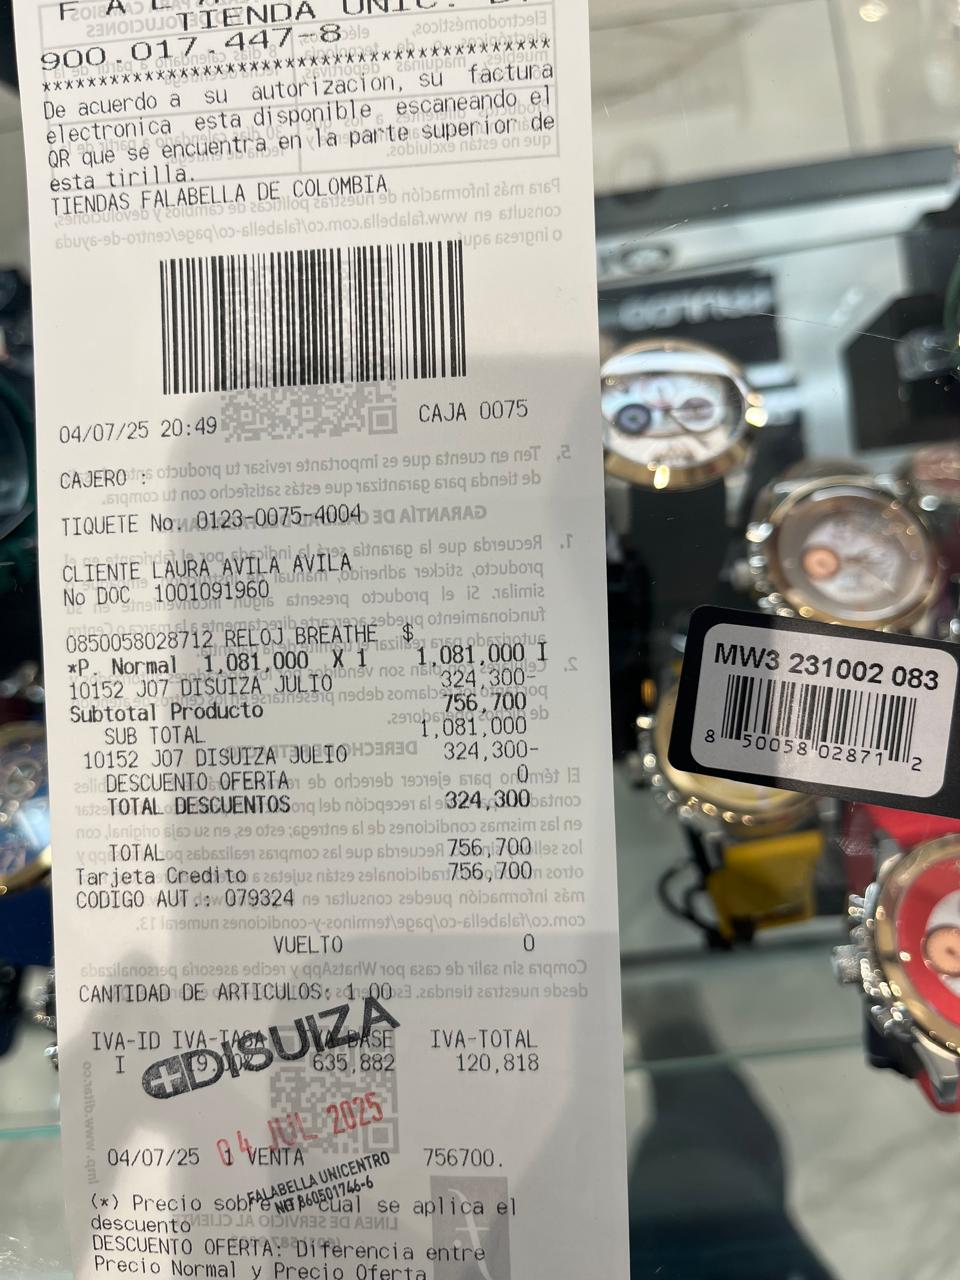 TIENDA UNIC.
900.017.447-8
****************************************
De acuerdo a su autorizacion, su factura
electronica esta disponible escaneando el
QR que se encuentra en la parte superior de
esta tirilla.
TIENDAS FALABELLA DE COLOMBIA
04/07/25 20:49 CAJA 0075
CAJERO :
TIQUETE No. 0123-0075-4004
CLIENTE LAURA AVILA AVILA
No DOC 1001091960
0850058028712 RELOJ BREATHE $
*P. Normal 1,081,000 X 1 1,081,000 I
10152 J07 DISUIZA JULIO 324,300-
Subtotal Producto 756,700
SUB TOTAL 1,081,000
10152 J07 DISUIZA JULIO 324,300-
DESCUENTO OFERTA 0
TOTAL DESCUENTOS 324,300
TOTAL 756,700
Tarjeta Credito 756,700
CODIGO AUT.: 079324
VUELTO 0
CANTIDAD DE ARTICULOS: 1.00
IVA-ID IVA-TASA IVA-BASE IVA-TOTAL
I 635,882 120,818
DISUIZA
04 JUL 2025
04/07/25 1 VENTA 756700.
FALABELLA UNICENTRO
NIT 860501746-6
(*) Precio sobre el cual se aplica el
descuento
DESCUENTO OFERTA: Diferencia entre
Precio Normal y Precio Oferta
MW3 231002 083
8 50058 02871 2